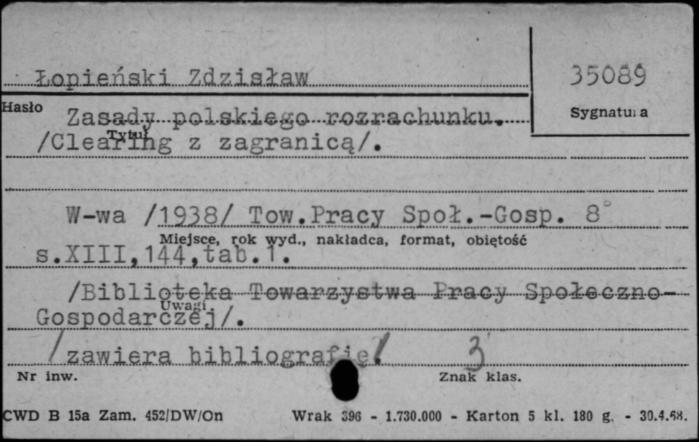 Łopieński Zdzisław
35089
Hasło
Sygnatura
Zasady polskiego rozrachunku.
Tytuł
/Clearing z zagranicą/.
W-wa /1938/ Tow.Pracy Społ.-Gosp. 8°
Miejsce, rok wyd., nakładca, format, objętość
s.XIII,144,tab.1.
/Biblioteka Towarzystwa Pracy Społeczno-
Uwagi
Gospodarczej/.
/zawiera bibliografię/ 3
Nr inw. Znak klas.
CWD B 15a Zam. 452/DW/On Wrak 396 - 1.730.000 - Karton 5 kl. 180 g. - 30.4.68.